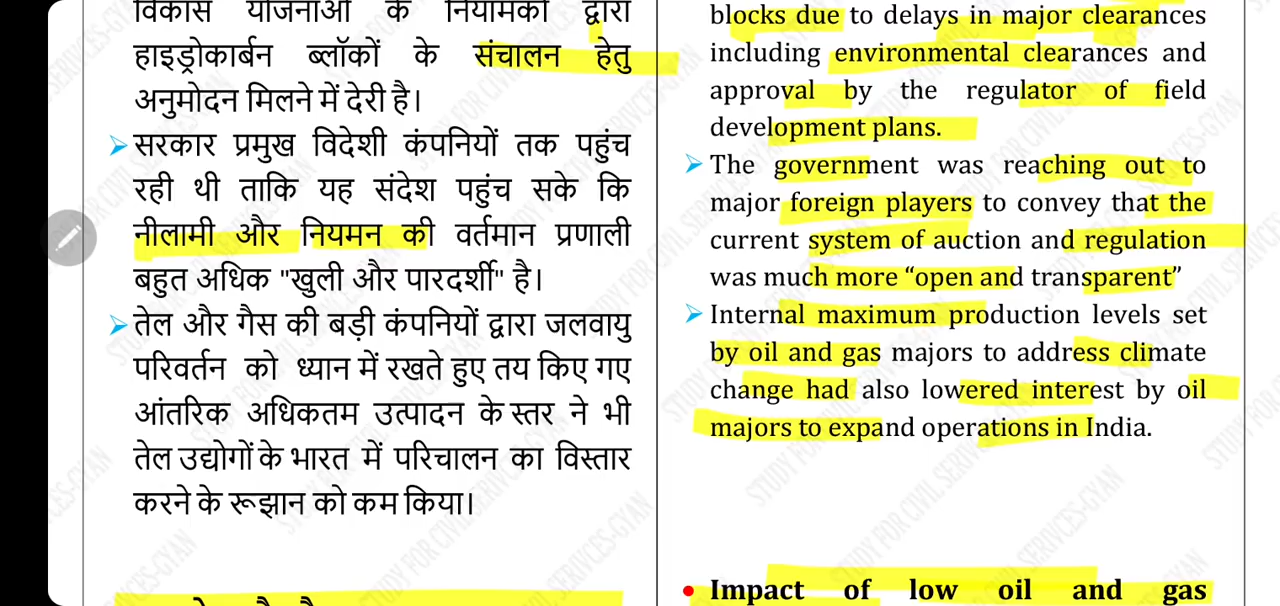 विकास योजनाओं के नियामकों द्वारा
हाइड्रोकार्बन ब्लॉकों के संचालन हेतु
अनुमोदन मिलने में देरी है।
सरकार प्रमुख विदेशी कंपनियों तक पहुंच
रही थी ताकि यह संदेश पहुंच सके कि
नीलामी और नियमन की वर्तमान प्रणाली
बहुत अधिक "खुली और पारदर्शी" है।
तेल और गैस की बड़ी कंपनियों द्वारा जलवायु
परिवर्तन को ध्यान में रखते हुए तय किए गए
आंतरिक अधिकतम उत्पादन के स्तर ने भी
तेल उद्योगों के भारत में परिचालन का विस्तार
करने के रूझान को कम किया।
blocks due to delays in major clearances
including environmental clearances and
approval by the regulator of field
development plans.
The government was reaching out to
major foreign players to convey that the
current system of auction and regulation
was much more “open and transparent”
Internal maximum production levels set
by oil and gas majors to address climate
change had also lowered interest by oil
majors to expand operations in India.
Impact of low oil and gas
STUDY FOR CIVIL SERIVCES-GYAN